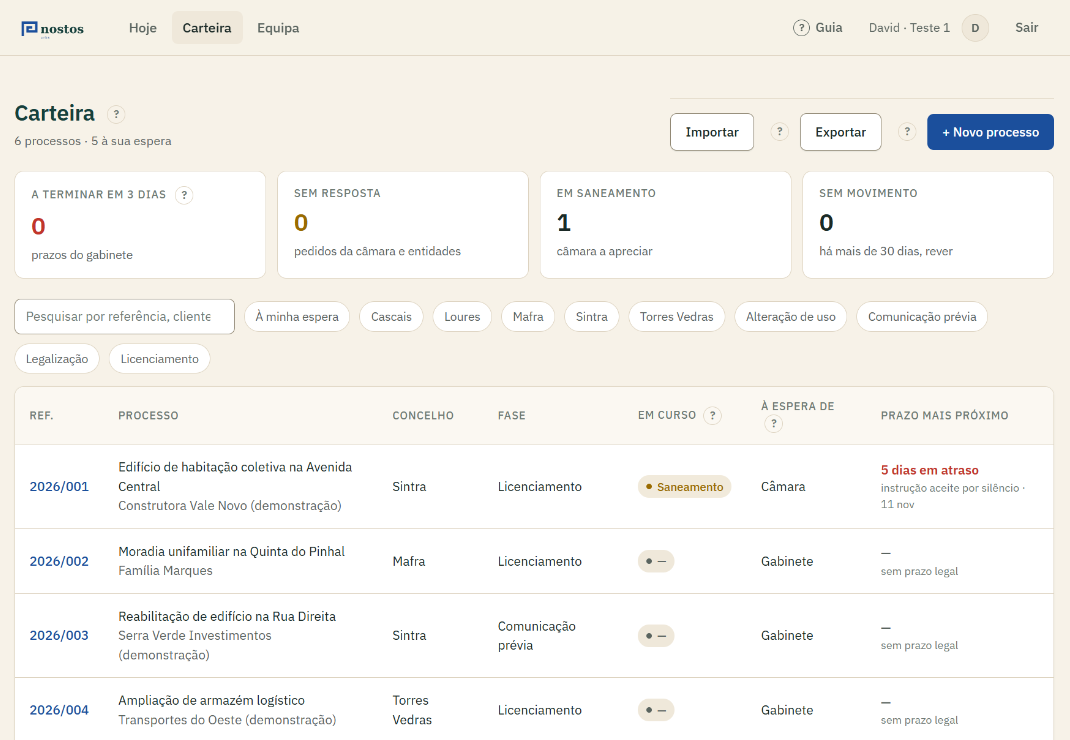 nostos
Hoje
Carteira
Equipa
? Guia
David · Teste 1
D
Sair
Carteira ?
6 processos · 5 à sua espera
Importar
?
Exportar
?
+ Novo processo
A TERMINAR EM 3 DIAS ?
0
prazos do gabinete
SEM RESPOSTA
0
pedidos da câmara e entidades
EM SANEAMENTO
1
câmara a apreciar
SEM MOVIMENTO
0
há mais de 30 dias, rever
Pesquisar por referência, cliente
À minha espera
Cascais
Loures
Mafra
Sintra
Torres Vedras
Alteração de uso
Comunicação prévia
Legalização
Licenciamento
REF.
PROCESSO
CONCELHO
FASE
EM CURSO ?
À ESPERA DE
?
PRAZO MAIS PRÓXIMO
2026/001
Edifício de habitação coletiva na Avenida
Central
Construtora Vale Novo (demonstração)
Sintra
Licenciamento
Saneamento
Câmara
5 dias em atraso
instrução aceite por silêncio ·
11 nov
2026/002
Moradia unifamiliar na Quinta do Pinhal
Família Marques
Mafra
Licenciamento
—
Gabinete
—
sem prazo legal
2026/003
Reabilitação de edifício na Rua Direita
Serra Verde Investimentos
(demonstração)
Sintra
Comunicação
prévia
—
Gabinete
—
sem prazo legal
2026/004
Ampliação de armazém logístico
Transportes do Oeste (demonstração)
Torres
Vedras
Licenciamento
—
Gabinete
—
sem prazo legal